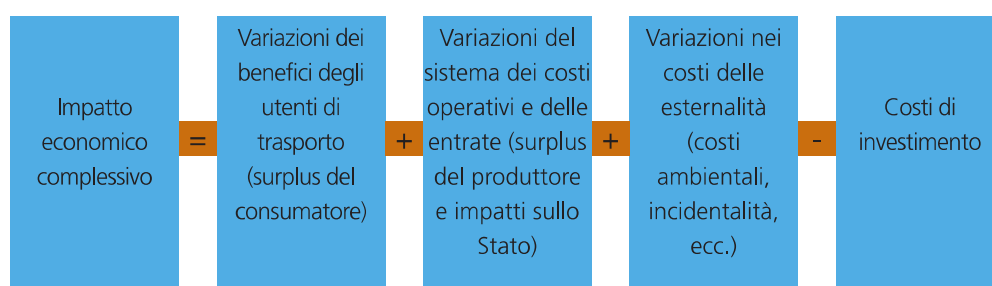 Impatto
economico
complessivo
=
Variazioni dei
benefici degli
utenti di
trasporto
(surplus del
consumatore)
+
Variazioni del
sistema dei costi
operativi e delle
entrate (surplus
del produttore
e impatti sullo
Stato)
+
Variazioni nei
costi delle
esternalità
(costi
ambientali,
incidentalità,
ecc.)
-
Costi di
investimento